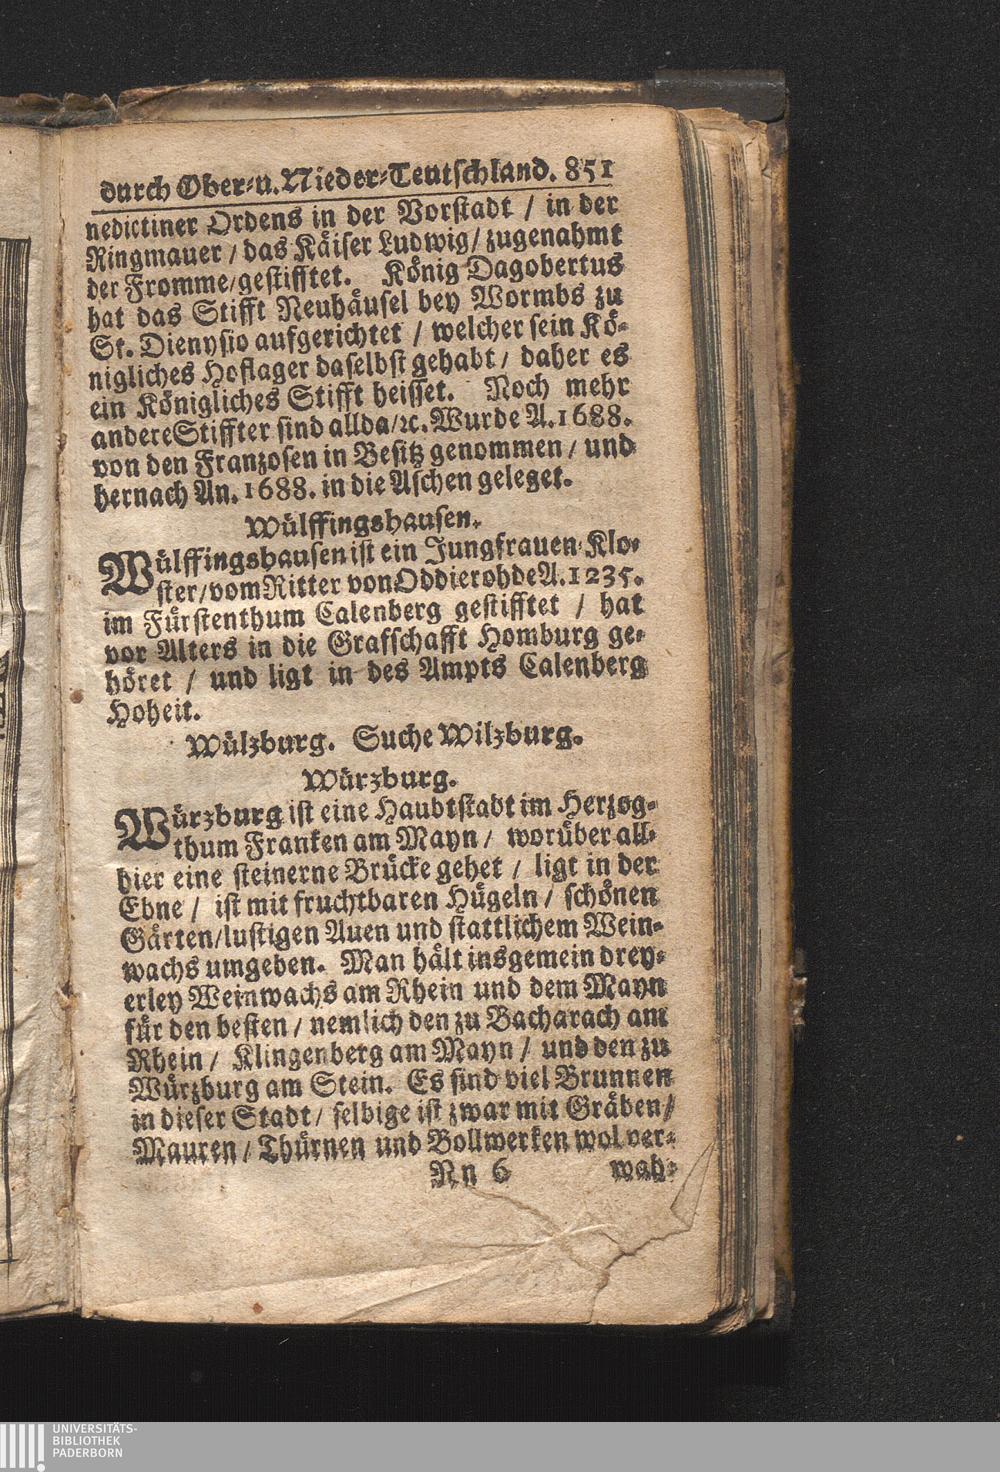 durch Ober-u.Nieder-Teutschland. 851
nedictiner Ordens in der Vorstadt / in der
Ringmauer / das Käiser Ludwig / zugenahmt
der Fromme/gestifftet. König Dagobertus
hat das Stifft Neuhäusel bey Wormbs zu
St. Dienysio aufgerichtet / welcher sein Kö-
nigliches Hoflager daselbst gehabt / daher es
ein Königliches Stifft heisset. Noch mehr
andere Stiffter sind allda/ꝛc. Wurde A. 1688.
von den Franzosen in Besitz genommen / und
hernach An. 1688. in die Aschen geleget.
Wülffingshausen.
Wülffingshausen ist ein Jungfrauen-Klo-
ster/vom Ritter von Oddierohde A. 1235.
im Fürstenthum Calenberg gestifftet / hat
vor Alters in die Grafschafft Homburg ge-
höret / und ligt in des Ampts Calenberg
Hoheit.
Wülzburg. Suche Wilzburg.
Würzburg.
Würzburg ist eine Haubtstadt im Herzog-
thum Franken am Mayn / worüber all-
hier eine steinerne Brücke gehet / ligt in der
Ebne / ist mit fruchtbaren Hügeln / schönen
Gärten/lustigen Auen und stattlichem Wein-
wachs umgeben. Man hält insgemein drey-
erley Weinwachs am Rhein und dem Mayn
für den besten / nemlich den zu Bacharach am
Rhein / Klingenberg am Mayn / und den zu
Würzburg am Stein. Es sind viel Brunnen
in dieser Stadt / selbige ist zwar mit Gräben/
Mauren / Thürnen und Bollwerken wol ver-
Nn 6 wah-
UNIVERSITÄTS-
BIBLIOTHEK
PADERBORN